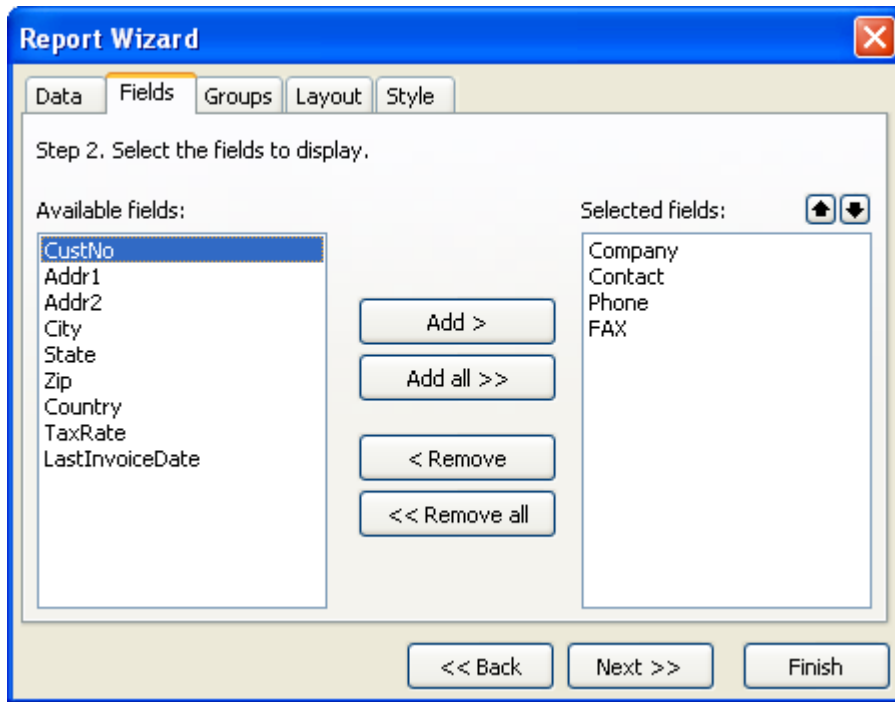 Report Wizard
Data Fields Groups Layout Style
Step 2. Select the fields to display.
Available fields:
CustNo
Addr1
Addr2
City
State
Zip
Country
TaxRate
LastInvoiceDate
Add >
Add all >>
< Remove
<< Remove all
Selected fields:
Company
Contact
Phone
FAX
<< Back Next >> Finish